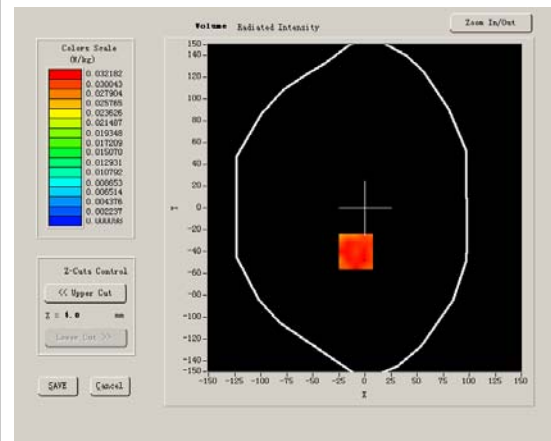 Volume Radiated Intensity
Zoom In/Out
Colors Scale
(W/kg)
0.032182
0.030043
0.027904
0.025765
0.023626
0.021487
0.019348
0.017209
0.015070
0.012931
0.010792
0.008653
0.006514
0.004376
0.002237
0.000098
Z-Cuts Control
<< Upper Cut
Z = 4.0 mm
Lower Cut >>
SAVE
Cancel
150
140
120
100
80
60
40
20
0
-20
-40
-60
-80
-100
-120
-140
-150
Y
-150 -125 -100 -75 -50 -25 0 25 50 75 100 125 150
X